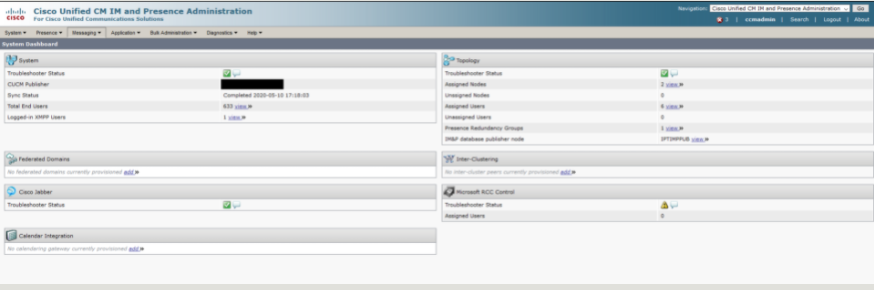 Cisco Unified CM IM and Presence Administration
For Cisco Unified Communications Solutions
CISCO
Navigation Cisco Unified CM IM and Presence Administration Go
3 | ccmadmin | Search | Logout | About
System Presence Messaging Application Bulk Administration Diagnostics Help
System Dashboard
System
Troubleshooter Status
CUCM Publisher
Sync Status Completed 2020-05-10 17:18:03
Total End Users 633 view
Logged-in XMPP Users 1 view
Topology
Troubleshooter Status
Assigned Nodes 2 view
Unassigned Nodes 0
Assigned Users 6 view
Unassigned Users 0
Presence Redundancy Groups 1 view
IM&P database publisher node IPTIMPPUB view
Federated Domains
No federated domains currently provisioned add
Inter-Clustering
No inter-cluster peers currently provisioned add
Cisco Jabber
Troubleshooter Status
Microsoft RCC Control
Troubleshooter Status
Assigned Users 0
Calendar Integration
No calendaring gateway currently provisioned add